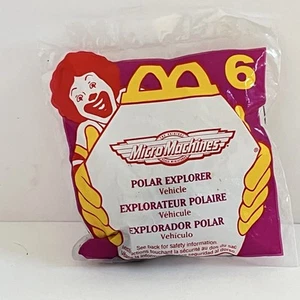 6
MicroMachines
POLAR EXPLORER
Vehicle
EXPLORATEUR POLAIRE
Véhicule
EXPLORADOR POLAR
Vehículo
See back for safety information